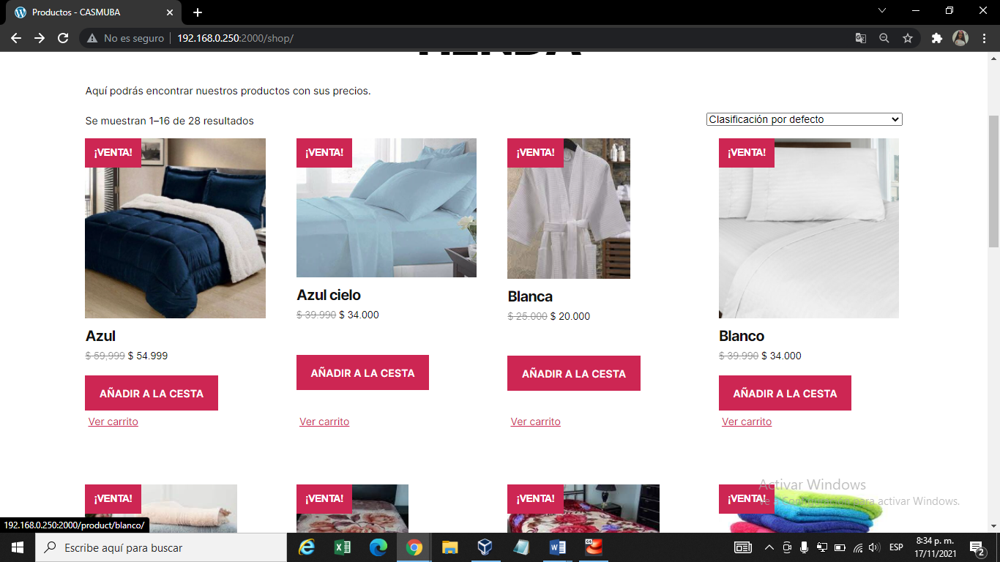 Productos - CASMUBA
No es seguro
192.168.0.250:2000/shop/
TIENDA
Aquí podrás encontrar nuestros productos con sus precios.
Se muestran 1–16 de 28 resultados
Clasificación por defecto
¡VENTA!
¡VENTA!
¡VENTA!
¡VENTA!
Azul
$ 59,999 $ 54.999
AÑADIR A LA CESTA
Ver carrito
Azul cielo
$ 39.990 $ 34.000
AÑADIR A LA CESTA
Ver carrito
Blanca
$ 25.000 $ 20.000
AÑADIR A LA CESTA
Ver carrito
Blanco
$ 39.990 $ 34.000
AÑADIR A LA CESTA
Ver carrito
¡VENTA!
¡VENTA!
¡VENTA!
¡VENTA!
Activar Windows
Ve a Configuración para activar Windows.
192.168.0.250:2000/product/blanco/
Escribe aquí para buscar
64
ESP
8:34 p. m.
17/11/2021
2